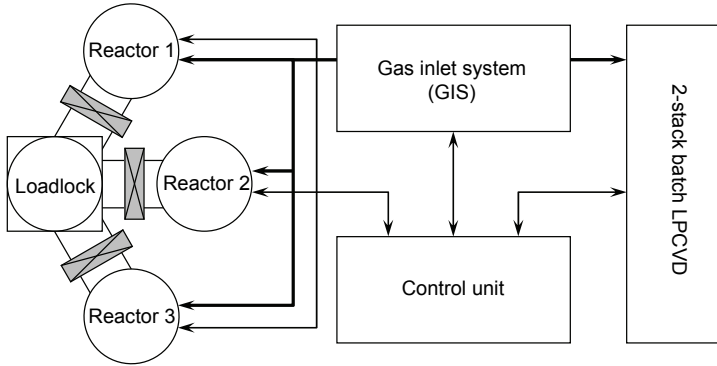 Reactor 1
Gas inlet system
(GIS)
2-stack batch LPCVD
Loadlock
Reactor 2
Control unit
Reactor 3